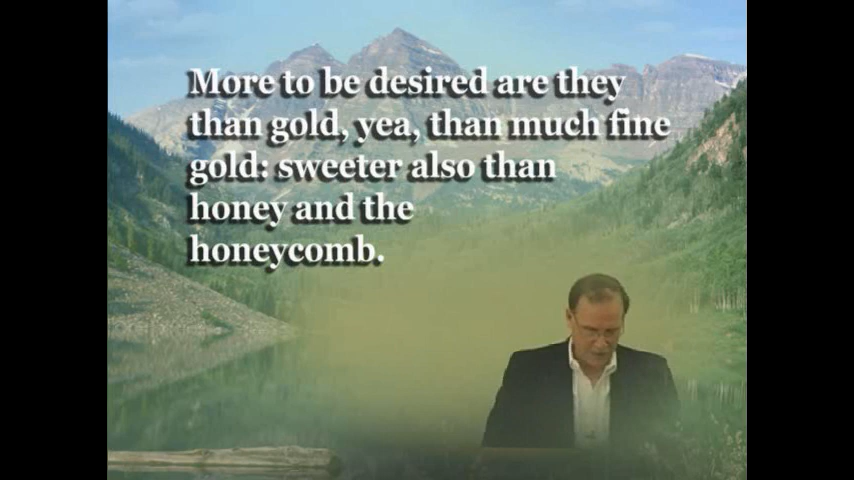 More to be desired are they
than gold, yea, than much fine
gold: sweeter also than
honey and the
honeycomb.